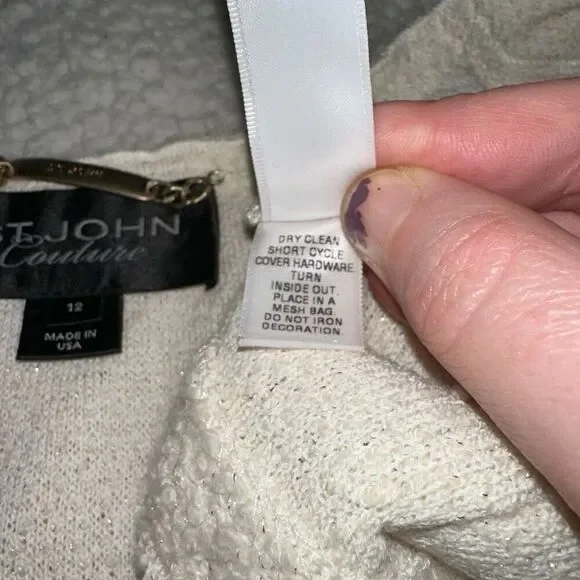 ST. JOHN
Couture
12
MADE IN
USA
DRY CLEAN
SHORT CYCLE
COVER HARDWARE
TURN
INSIDE OUT.
PLACE IN A
MESH BAG.
DO NOT IRON
DECORATION.